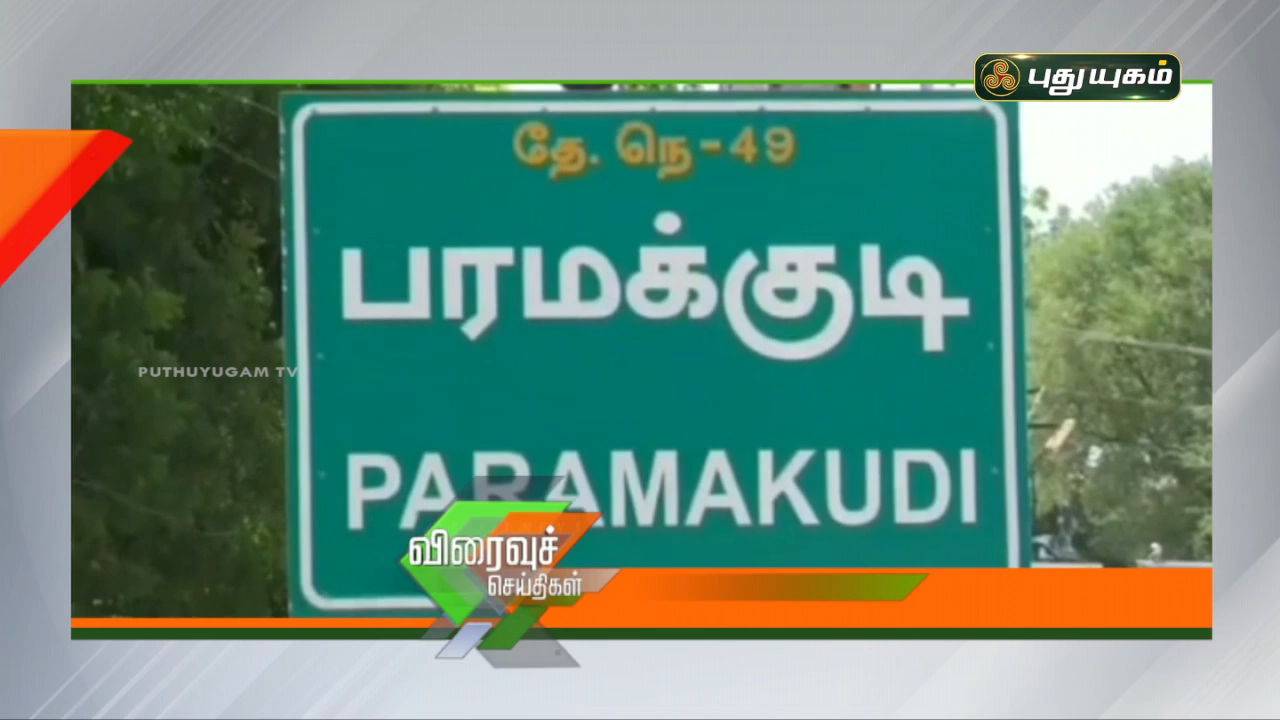 புதுயுகம்
தே. நெ - 49
பரமக்குடி
PUTHUYUGAM TV
PARAMAKUDI
விரைவுச்
செய்திகள்